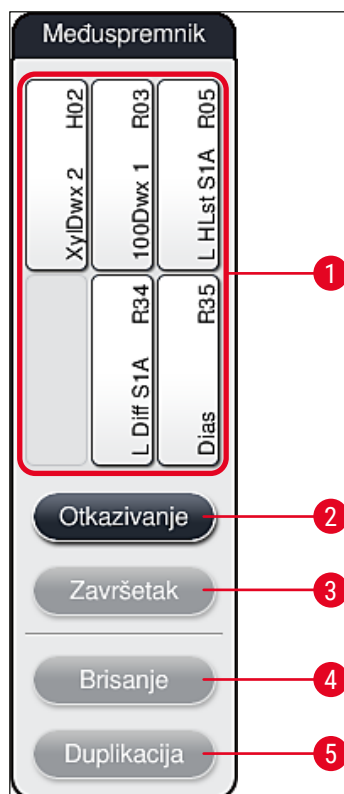 Međuspremnik
XylDwx 2 H02
100Dwx 1 R03
L HLst S1A R05
L Diff S1A R34
Dias R35
1
Otkazivanje
2
Završetak
3
Brisanje
4
Duplikacija
5